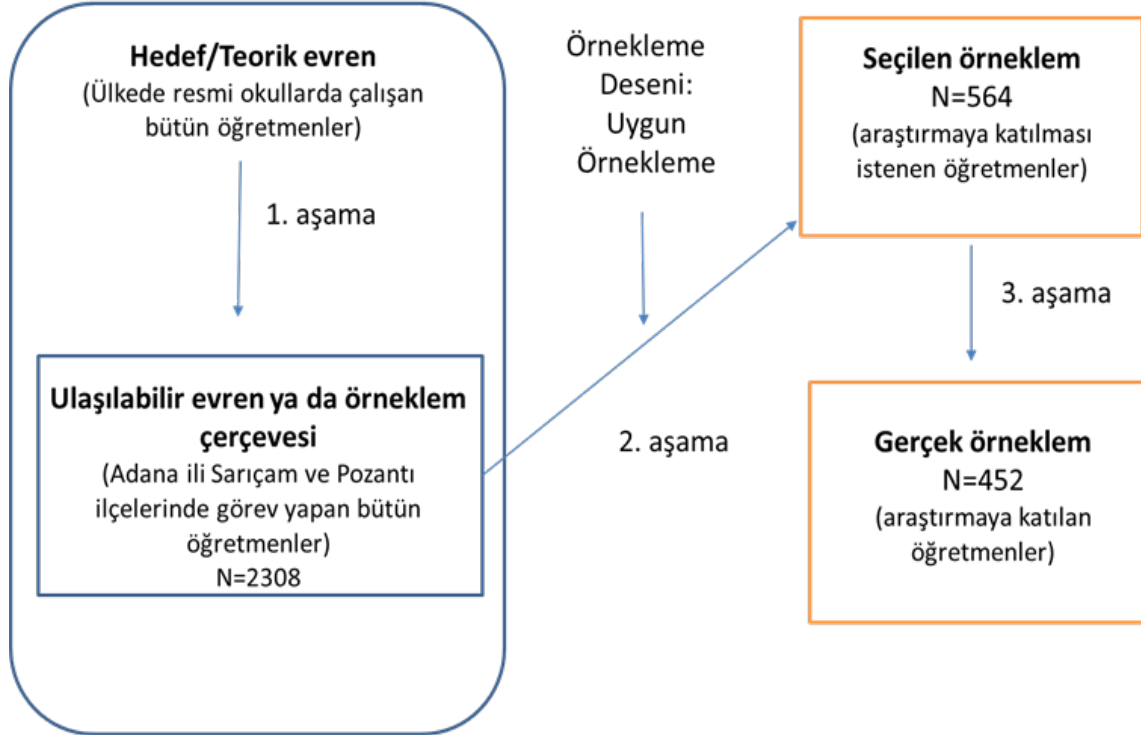 Hedef/Teorik evren
(Ülkede resmi okullarda çalışan
bütün öğretmenler)
1. aşama
Ulaşılabilir evren ya da örneklem
çerçevesi
(Adana ili Sarıçam ve Pozantı
ilçelerinde görev yapan bütün
öğretmenler)
N=2308
Örnekleme
Deseni:
Uygun
Örnekleme
2. aşama
Seçilen örneklem
N=564
(araştırmaya katılması
istenen öğretmenler)
3. aşama
Gerçek örneklem
N=452
(araştırmaya katılan
öğretmenler)